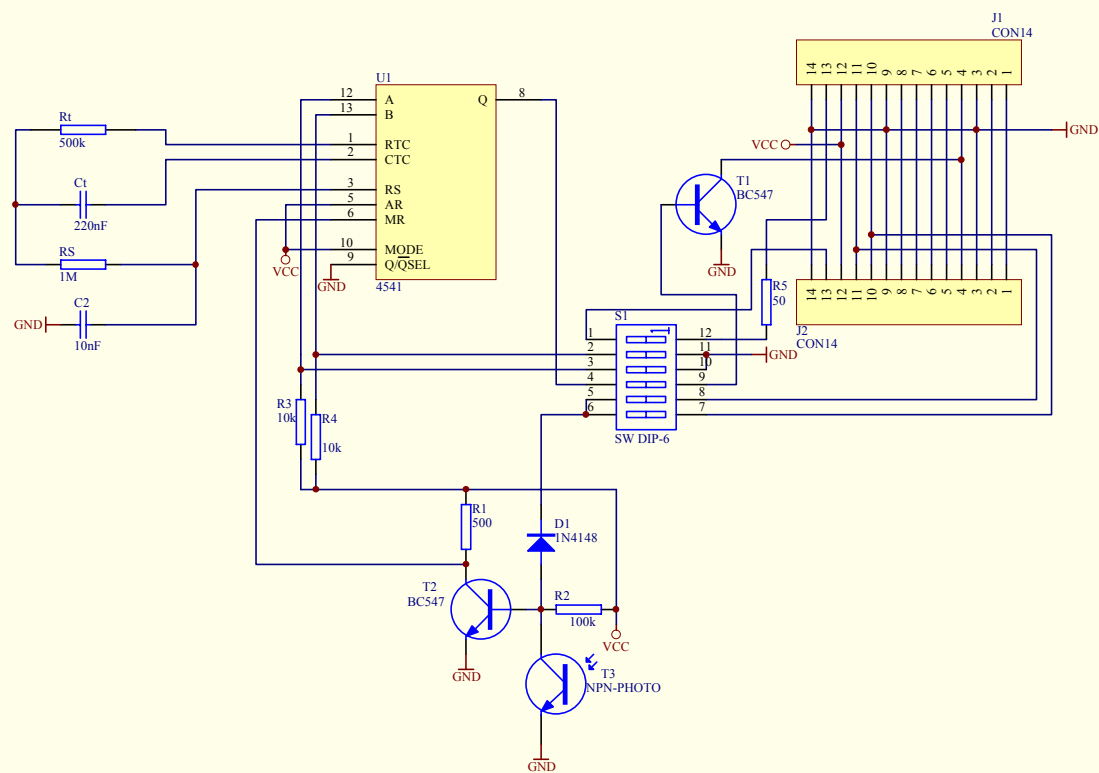 J1
CON14
14 13 12 11 10 9 8 7 6 5 4 3 2 1
GND
VCC
U1
12 A
13 B
1 RTC
2 CTC
3 RS
5 AR
6 MR
10 MODE
9 Q/QSEL
Q 8
4541
VCC
GND
Rt
500k
Ct
220nF
RS
1M
C2
GND
10nF
T1
BC547
GND
R5
50
14 13 12 11 10 9 8 7 6 5 4 3 2 1
J2
CON14
S1
1 12
2 11
3 10
4 9
5 8
6 7
GND
SW DIP-6
R3
10k
R4
10k
R1
500
D1
1N4148
T2
BC547
R2
100k
VCC
GND
T3
NPN-PHOTO
GND